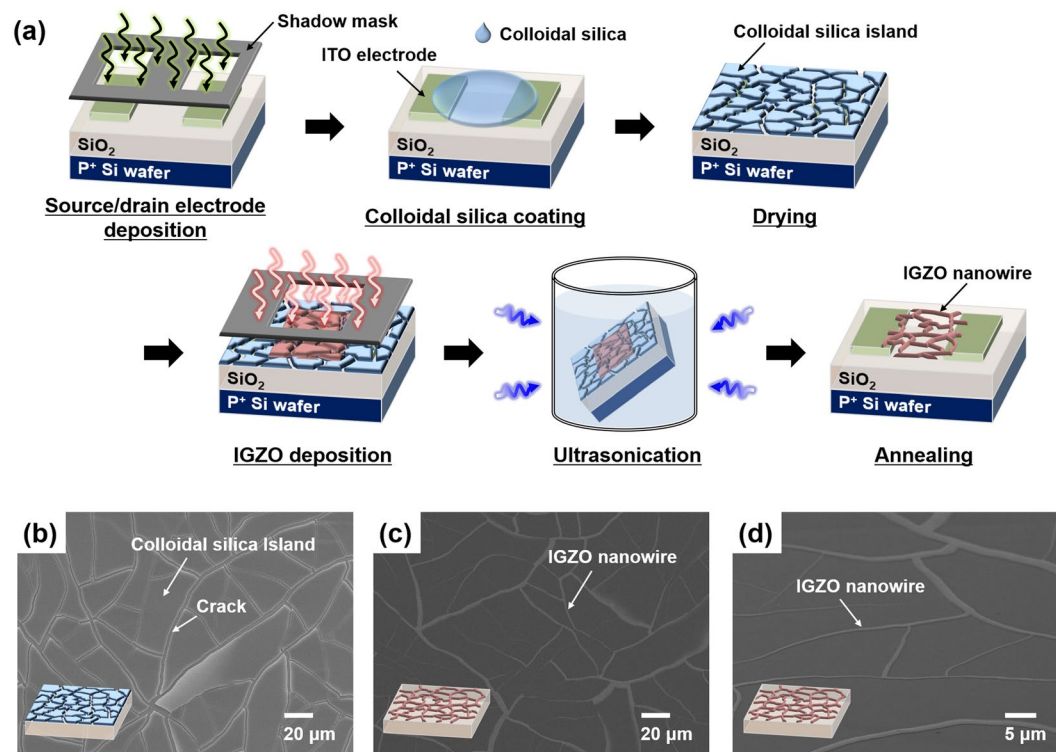 (a)
Shadow mask
SiO₂
P⁺ Si wafer
Source/drain electrode
deposition
Colloidal silica
ITO electrode
SiO₂
P⁺ Si wafer
Colloidal silica coating
Colloidal silica island
SiO₂
P⁺ Si wafer
Drying
SiO₂
P⁺ Si wafer
IGZO deposition
Ultrasonication
IGZO nanowire
SiO₂
P⁺ Si wafer
Annealing
(b)
Colloidal silica Island
Crack
20 μm
(c)
IGZO nanowire
20 μm
(d)
IGZO nanowire
5 μm